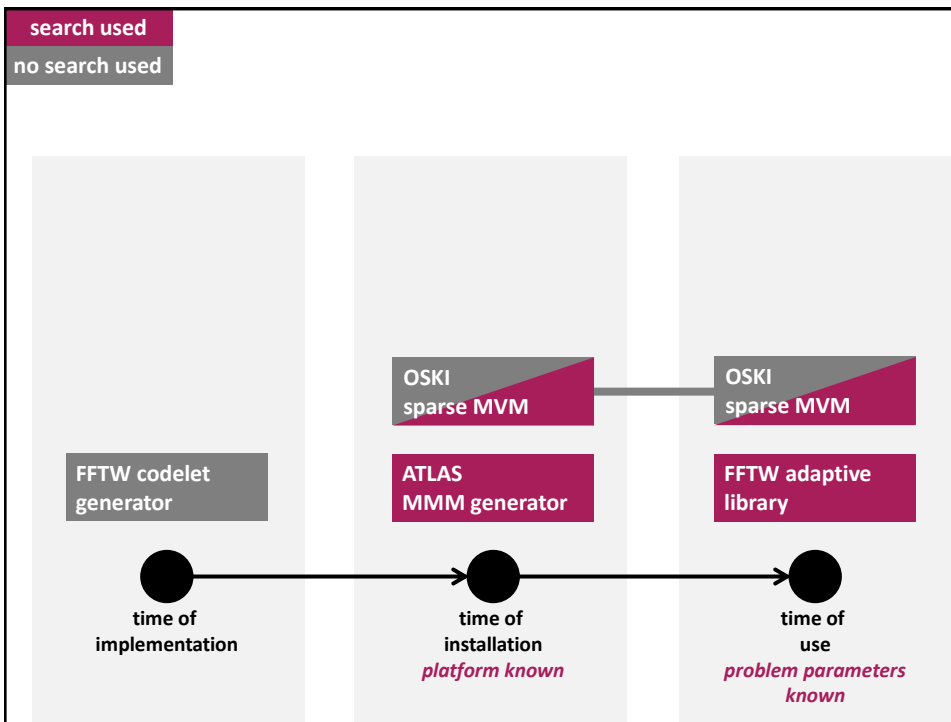 search used
no search used
OSKI
sparse MVM
OSKI
sparse MVM
FFTW codelet
generator
ATLAS
MMM generator
FFTW adaptive
library
time of
implementation
time of
installation
platform known
time of
use
problem parameters
known